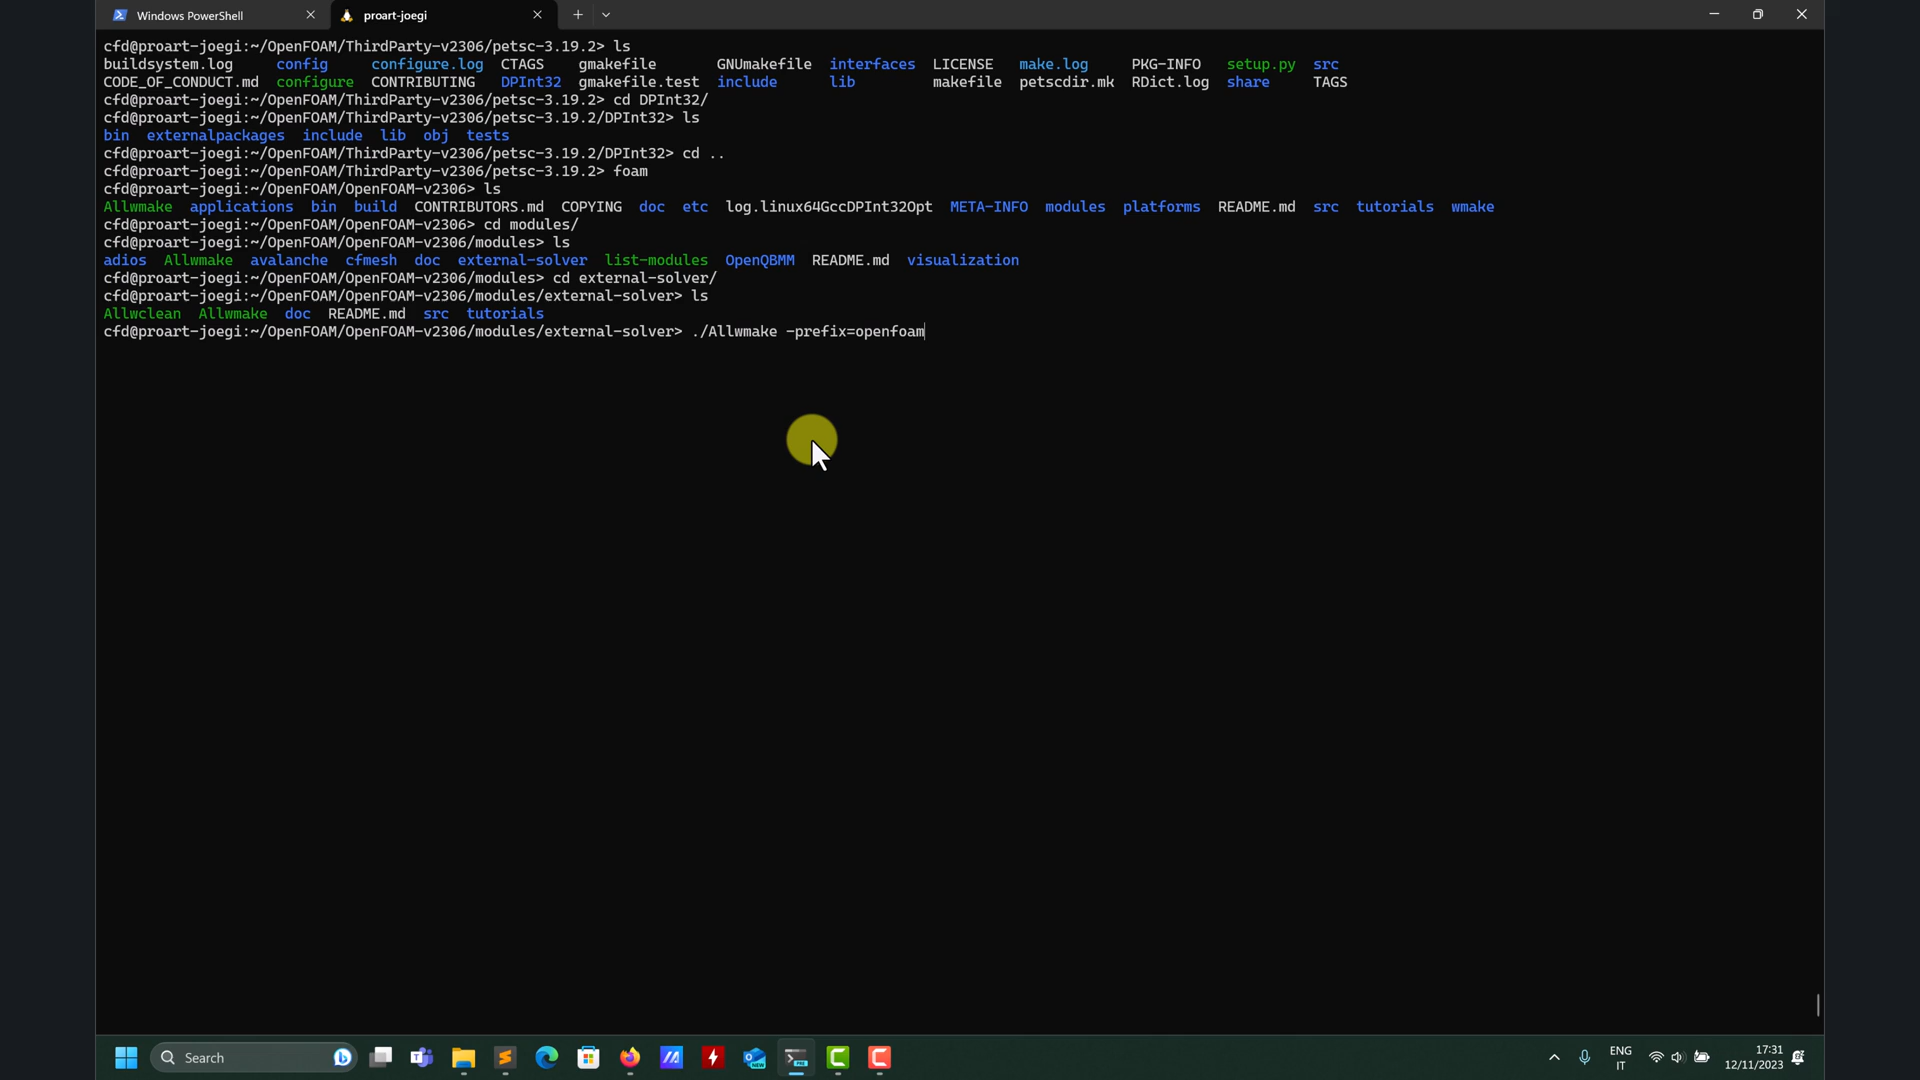 Windows PowerShell
proart-joegi
cfd@proart-joegi:~/OpenFOAM/ThirdParty-v2306/petsc-3.19.2> ls
buildsystem.log config configure.log CTAGS gmakefile GNUmakefile interfaces LICENSE make.log PKG-INFO setup.py src
CODE_OF_CONDUCT.md configure CONTRIBUTING DPInt32 gmakefile.test include lib makefile petscdir.mk RDict.log share TAGS
cfd@proart-joegi:~/OpenFOAM/ThirdParty-v2306/petsc-3.19.2> cd DPInt32/
cfd@proart-joegi:~/OpenFOAM/ThirdParty-v2306/petsc-3.19.2/DPInt32> ls
bin externalpackages include lib obj tests
cfd@proart-joegi:~/OpenFOAM/ThirdParty-v2306/petsc-3.19.2/DPInt32> cd ..
cfd@proart-joegi:~/OpenFOAM/ThirdParty-v2306/petsc-3.19.2> foam
cfd@proart-joegi:~/OpenFOAM/OpenFOAM-v2306> ls
Allwmake applications bin build CONTRIBUTORS.md COPYING doc etc log.linux64GccDPInt32Opt META-INFO modules platforms README.md src tutorials wmake
cfd@proart-joegi:~/OpenFOAM/OpenFOAM-v2306> cd modules/
cfd@proart-joegi:~/OpenFOAM/OpenFOAM-v2306/modules> ls
adios Allwmake avalanche cfmesh doc external-solver list-modules OpenQBMM README.md visualization
cfd@proart-joegi:~/OpenFOAM/OpenFOAM-v2306/modules> cd external-solver/
cfd@proart-joegi:~/OpenFOAM/OpenFOAM-v2306/modules/external-solver> ls
Allwclean Allwmake doc README.md src tutorials
cfd@proart-joegi:~/OpenFOAM/OpenFOAM-v2306/modules/external-solver> ./Allwmake -prefix=openfoam
Search
NEW
PRE
ENG
IT
17:31
12/11/2023